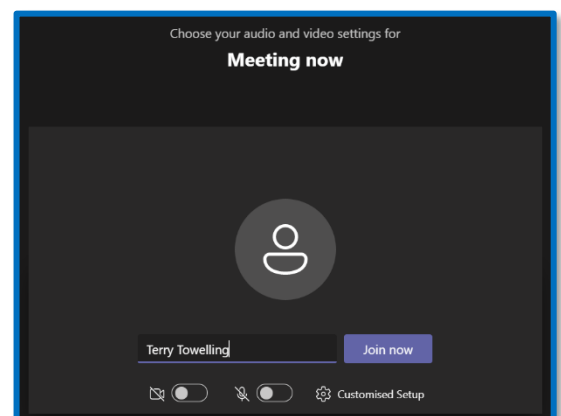 Choose your audio and video settings for
Meeting now
Terry Towelling
Join now
Customised Setup